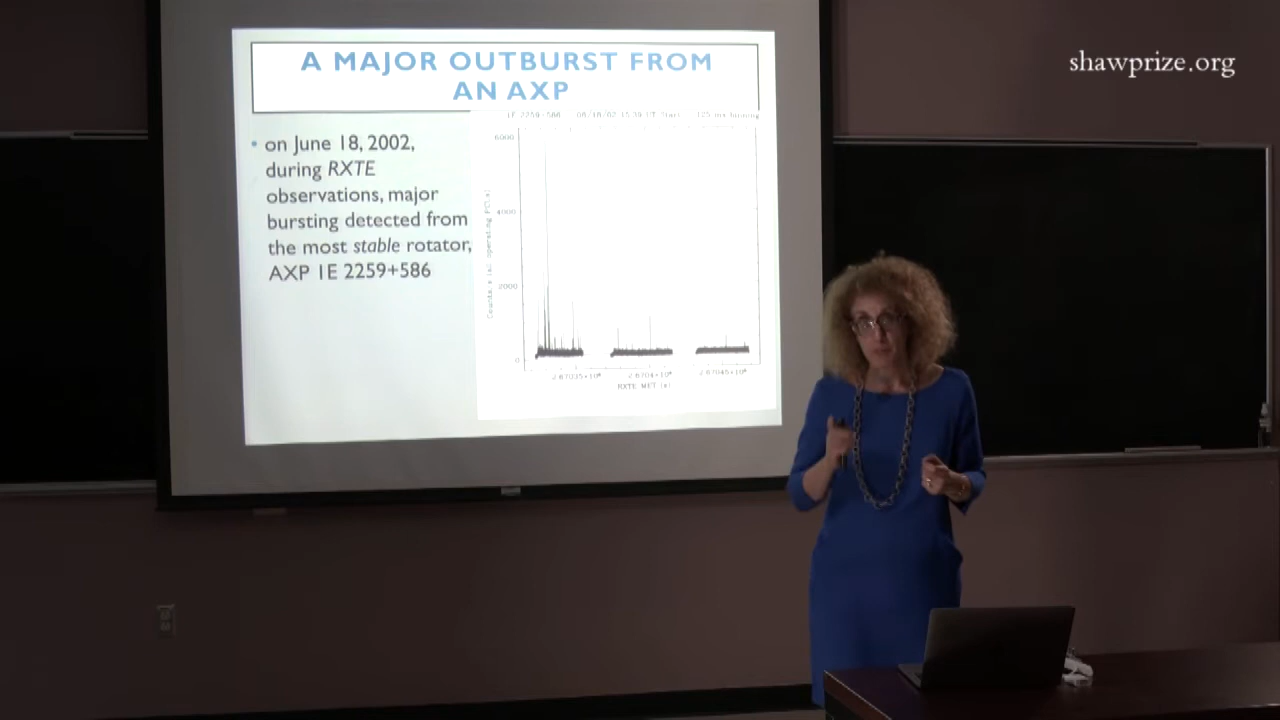 shawprize.org
A MAJOR OUTBURST FROM
AN AXP
• on June 18, 2002,
during RXTE
observations, major
bursting detected from
the most stable rotator,
AXP 1E 2259+586
6000
4000
2000
0
RXTE MET (s)